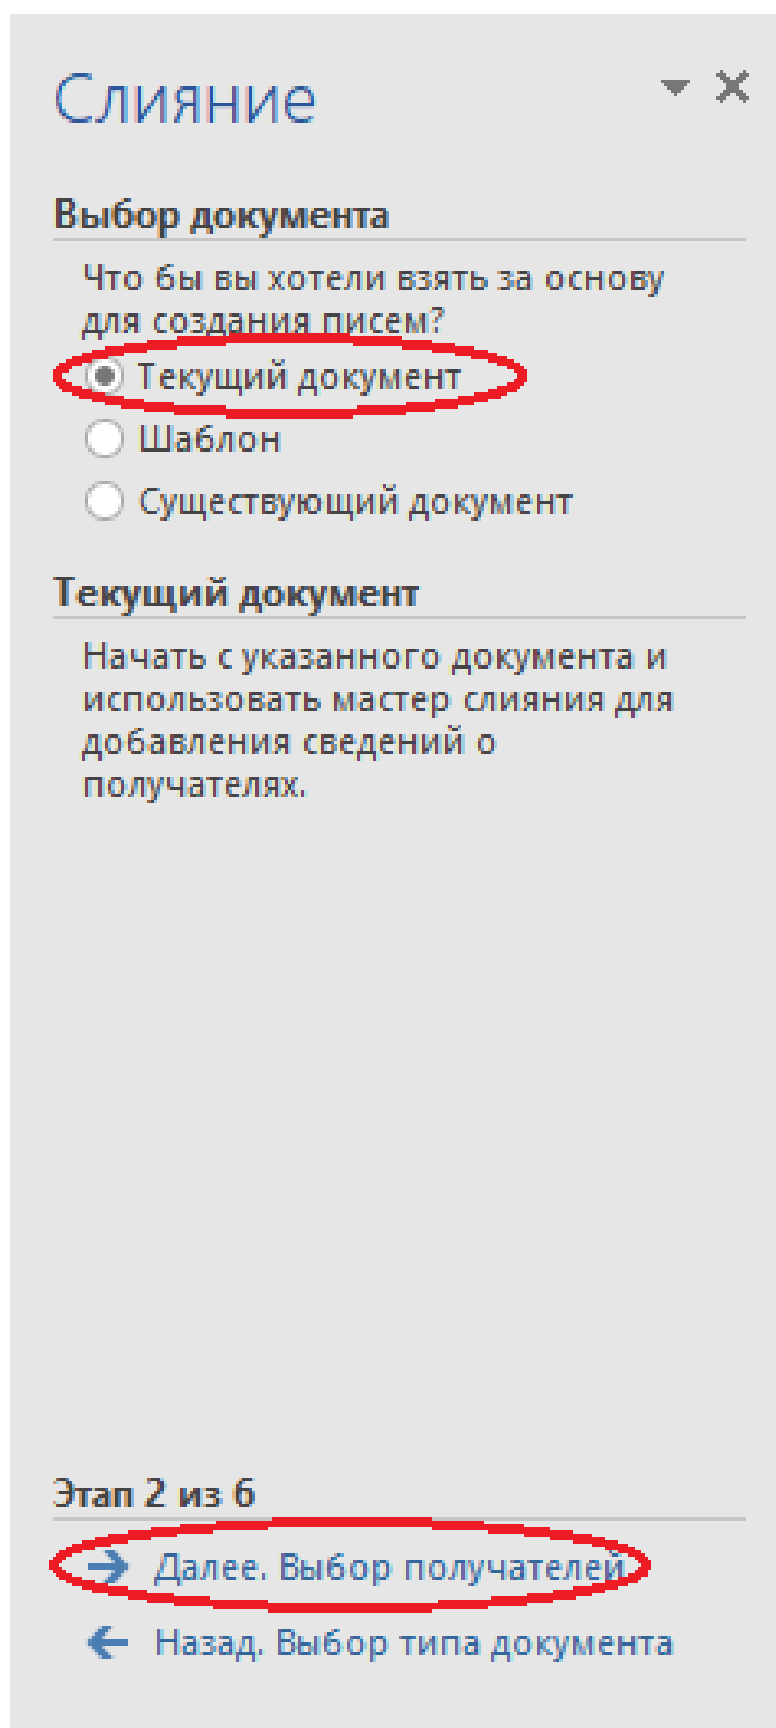 Слияние
Выбор документа
Что бы вы хотели взять за основу
для создания писем?
Текущий документ
Шаблон
Существующий документ
Текущий документ
Начать с указанного документа и
использовать мастер слияния для
добавления сведений о
получателях.
Этап 2 из 6
Далее. Выбор получателей
Назад. Выбор типа документа